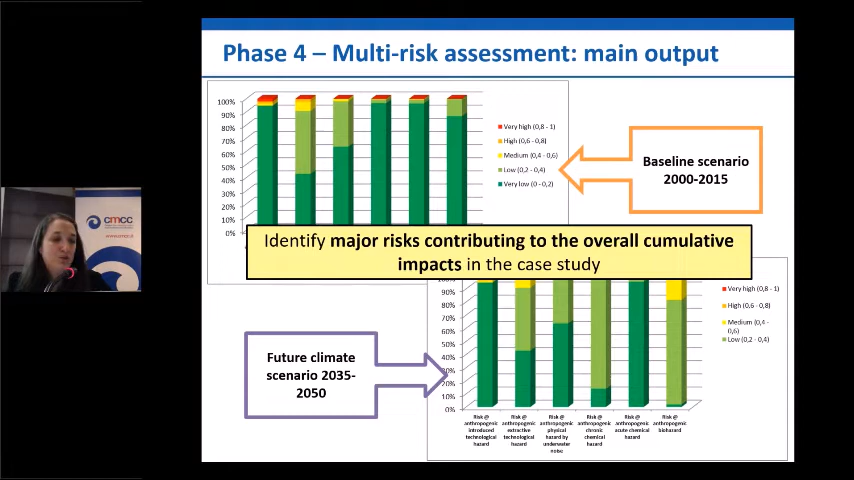 Phase 4 – Multi-risk assessment: main output
100%
90%
80%
70%
60%
50%
40%
30%
20%
10%
0%
Very high (0,8 - 1)
High (0,6 - 0,8)
Medium (0,4 - 0,6)
Low (0,2 - 0,4)
Very low (0 - 0,2)
Baseline scenario
2000-2015
cmcc
Identify major risks contributing to the overall cumulative
impacts in the case study
Future climate
scenario 2035-
2050
90%
80%
70%
60%
50%
40%
30%
20%
10%
0%
Very high (0,8 - 1)
High (0,6 - 0,8)
Medium (0,4 -
0,6)
Low (0,2 - 0,4)
Risk @
anthropogenic
introduced
technological
hazard
Risk @
anthropogenic
extractive
technological
hazard
Risk @
anthropogenic
physical
hazard by
underwater
noise
Risk @
anthropogenic
chronic
chemical
hazard
Risk @
anthropogenic
acute chemical
hazard
Risk @
anthropogenic
biohazard